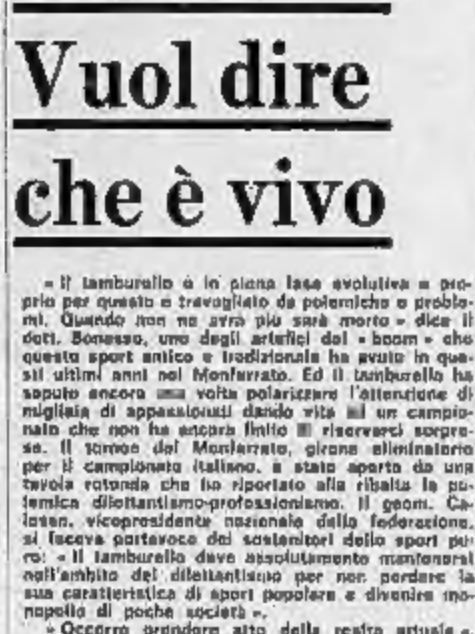 Vuol dire
che è vivo
« Il tamburello è in piena fase evolutiva e pro-
prio per questo è travagliato da polemiche e proble-
mi. Quando non ne avrà più sarà morto » dice il
dott. Bonasso, uno degli artefici del « boom » che
questo sport antico e tradizionale ha avuto in que-
sti ultimi anni nel Monferrato. Ed il tamburello ha
saputo ancora volta polarizzare l'attenzione di
migliaia di appassionati dando vita un campio-
nato che non ha ancora finito riservarci sorpre-
se. Il torneo del Monferrato, girone eliminatorio
per il campionato italiano, è stato aperto da una
tavola rotonda che ha riportato alla ribalta la po-
lemica dilettantismo-professionismo. Il geom. Ca-
vicepresidente nazionale della federazione,
si faceva portavoce dei sostenitori dello sport pu-
ro: « Il tamburello deve assolutamente mantenersi
nell'ambito del dilettantismo per non perdere la
sua caratteristica di sport popolare e divenire mo-
nopolio di poche società ».
« Occorre prendere atto della realtà attuale »